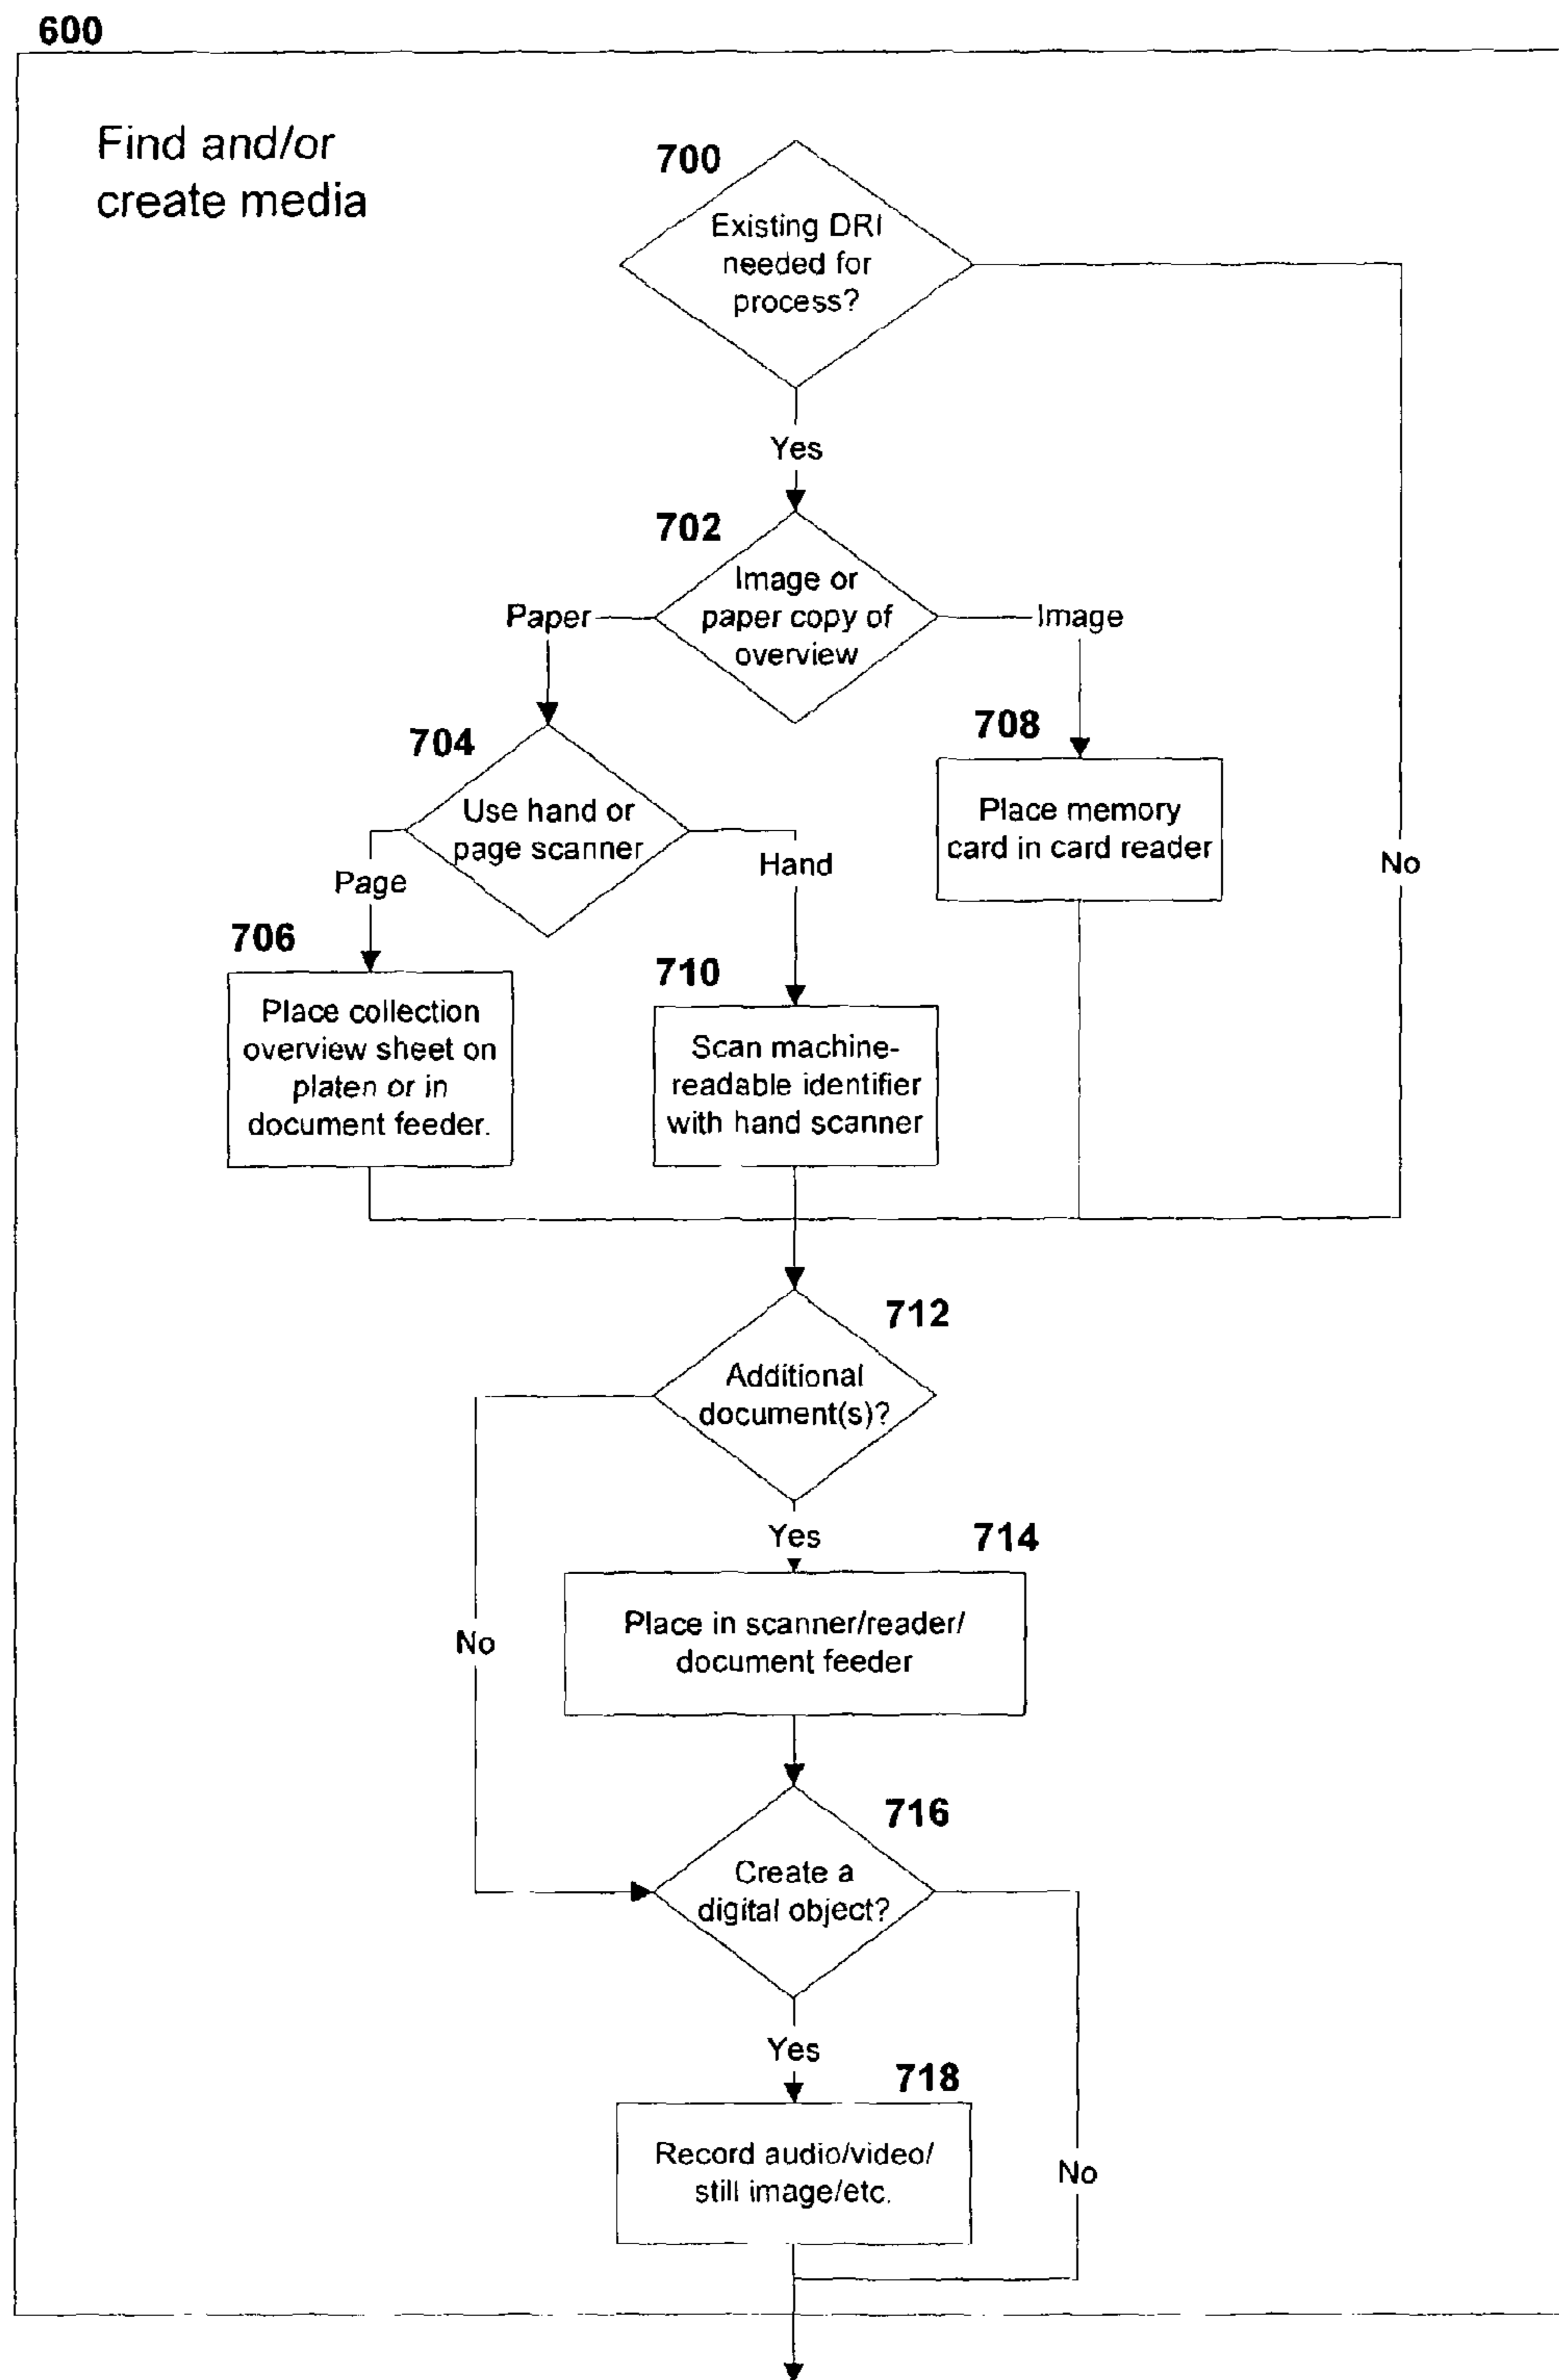 600
Find and/or
create media
700
Existing DRI
needed for
process?
Yes
702
Image or
paper copy of
overview
Paper
Image
704
Use hand or
page scanner
708
Place memory
card in card reader
No
Page
Hand
706
Place collection
overview sheet on
platen or in
document feeder.
710
Scan machine-
readable identifier
with hand scanner
712
Additional
document(s)?
Yes
714
No
Place in scanner/reader/
document feeder
716
Create a
digital object?
Yes
718
Record audio/video/
still image/etc.
No